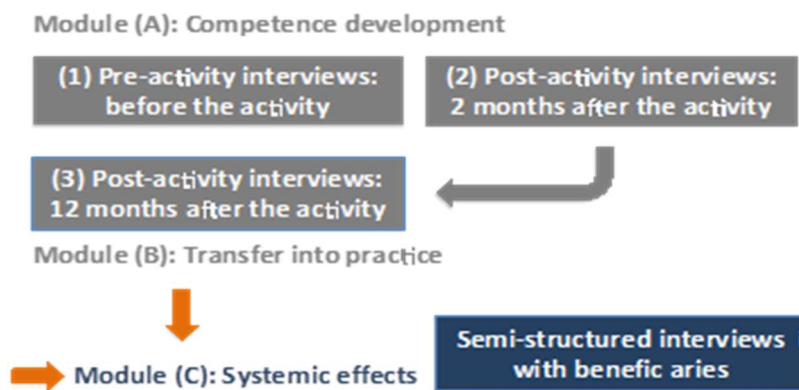 Module (A): Competence development
(1) Pre-activity interviews:
before the activity
(2) Post-activity interviews:
2 months after the activity
(3) Post-activity interviews:
12 months after the activity
Module (B): Transfer into practice
Module (C): Systemic effects
Semi-structured interviews
with benefic aries